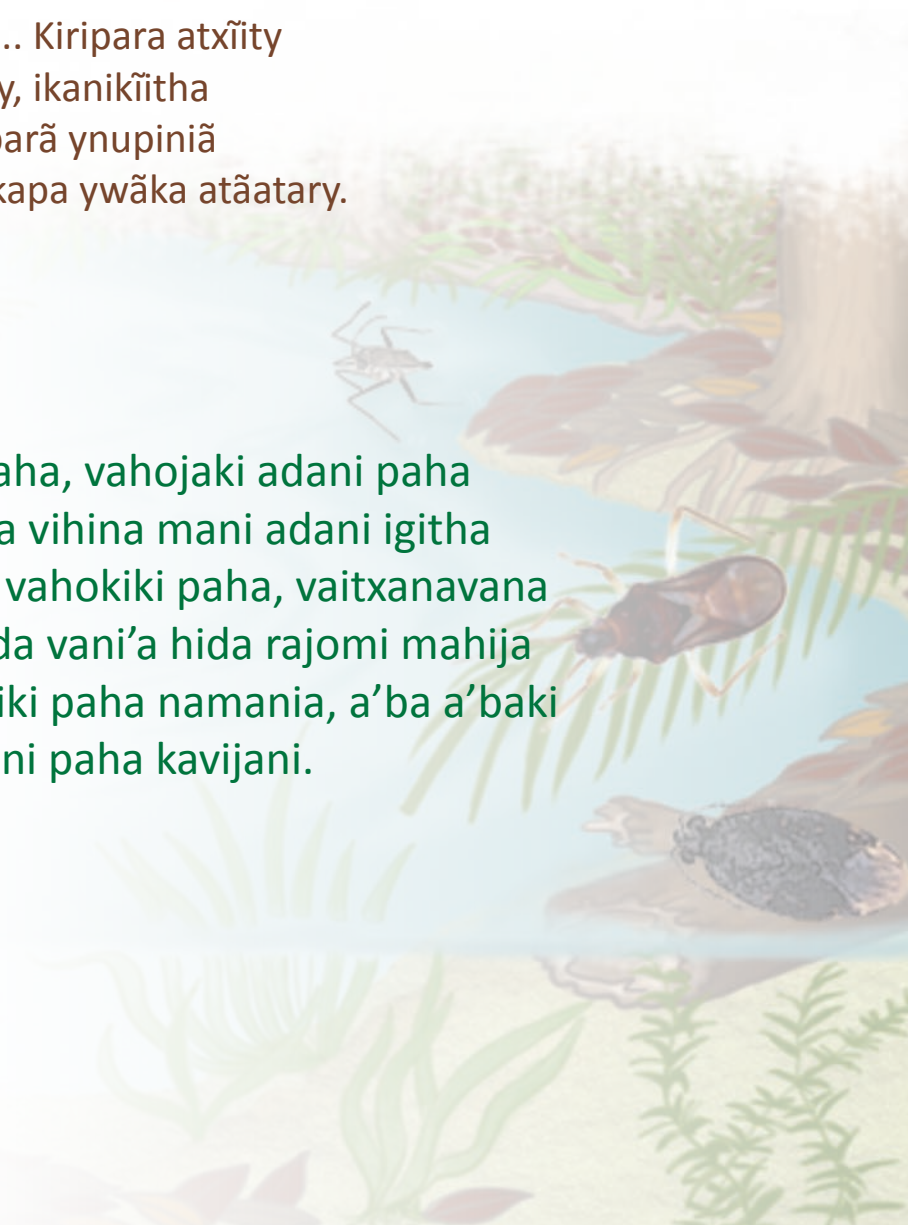 ... Kiripara atxĩity
y, ikanikĩitha
parã ynupiniã
kapa ywãka atãatary.
aha, vahojaki adani paha
a vihina mani adani igitha
vahokiki paha, vaitxanavana
da vani'a hida rajomi mahija
iki paha namania, a'ba a'baki
ni paha kavijani.